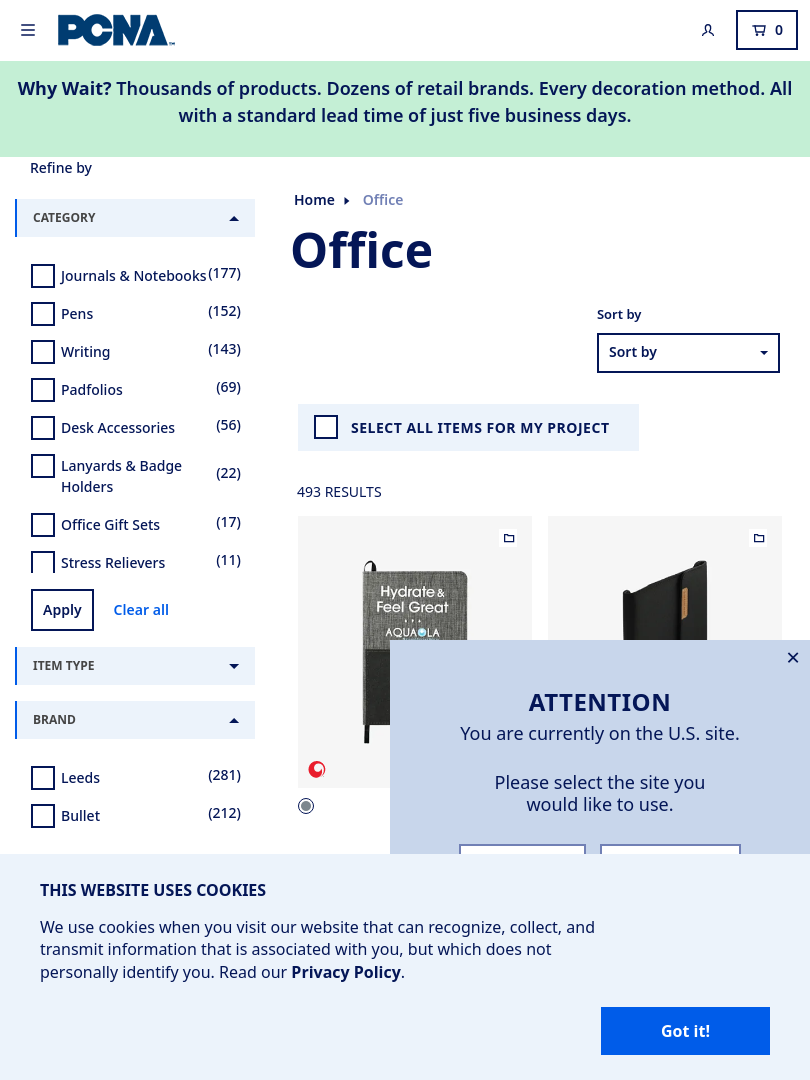 PCNA
0
Why Wait? Thousands of products. Dozens of retail brands. Every decoration method. All
with a standard lead time of just five business days.
Refine by
CATEGORY
Journals & Notebooks (177)
Pens (152)
Writing (143)
Padfolios (69)
Desk Accessories (56)
Lanyards & Badge
Holders (22)
Office Gift Sets (17)
Stress Relievers (11)
Apply Clear all
ITEM TYPE
BRAND
Leeds (281)
Bullet (212)
Home Office
Office
Sort by
Sort by
SELECT ALL ITEMS FOR MY PROJECT
493 RESULTS
Hydrate &
Feel Great
AQUAOLA
ATTENTION
You are currently on the U.S. site.
Please select the site you
would like to use.
THIS WEBSITE USES COOKIES
We use cookies when you visit our website that can recognize, collect, and
transmit information that is associated with you, but which does not
personally identify you. Read our Privacy Policy.
Got it!